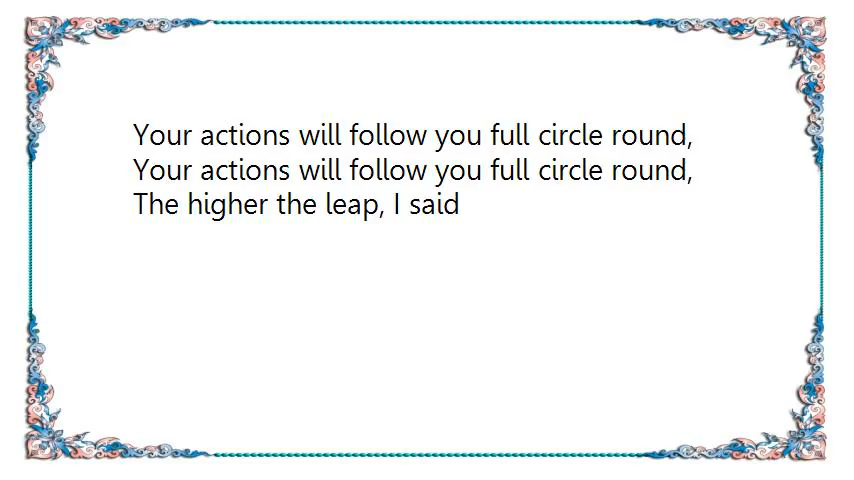 Your actions will follow you full circle round,
Your actions will follow you full circle round,
The higher the leap, I said